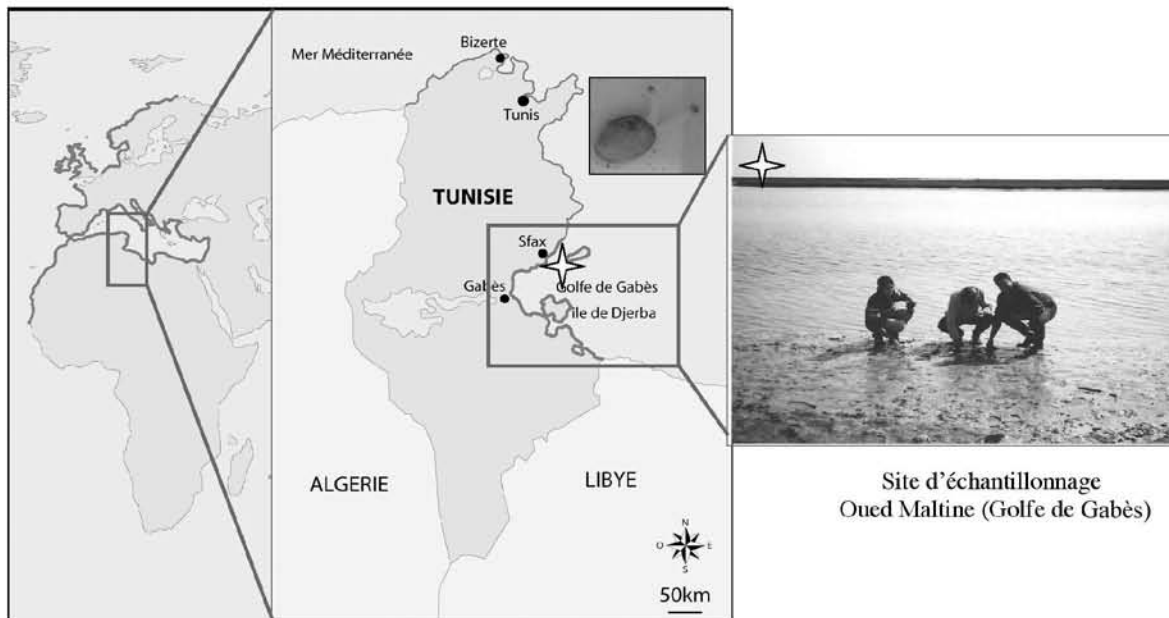 Mer Méditerranée
Bizerte
Tunis
TUNISIE
Sfax
Gabès
Golfe de Gabès
île de Djerba
ALGERIE
LIBYE
N
O
E
S
50km
Site d'échantillonnage
Oued Maltine (Golfe de Gabès)